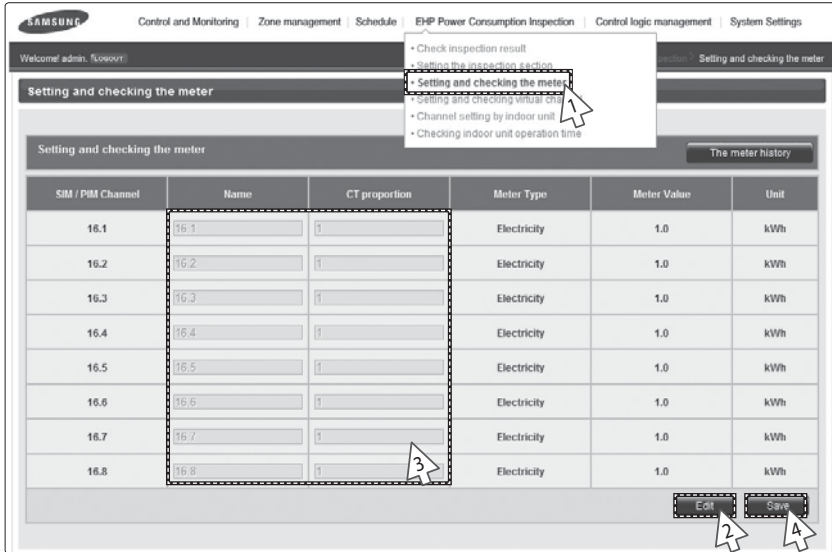 SAMSUNG Control and Monitoring Zone management Schedule EHP Power Consumption Inspection Control logic management System Settings
Welcome! admin. LOGOUT Setting and checking the meter
• Check inspection result
• Setting the inspection section
• Setting and checking the meter
1
• Setting and checking virtual
• Channel setting by indoor unit
• Checking indoor unit operation time
Setting and checking the meter
Setting and checking the meter The meter history
SIM / PIM Channel Name CT proportion Meter Type Meter Value Unit
16.1 16.1 1 Electricity 1.0 kWh
16.2 16.2 1 Electricity 1.0 kWh
16.3 16.3 1 Electricity 1.0 kWh
16.4 16.4 1 Electricity 1.0 kWh
16.5 16.5 1 Electricity 1.0 kWh
16.6 16.6 1 Electricity 1.0 kWh
16.7 16.7 1 Electricity 1.0 kWh
16.8 16.8 1 Electricity 1.0 kWh
3
Edit Save
2 4